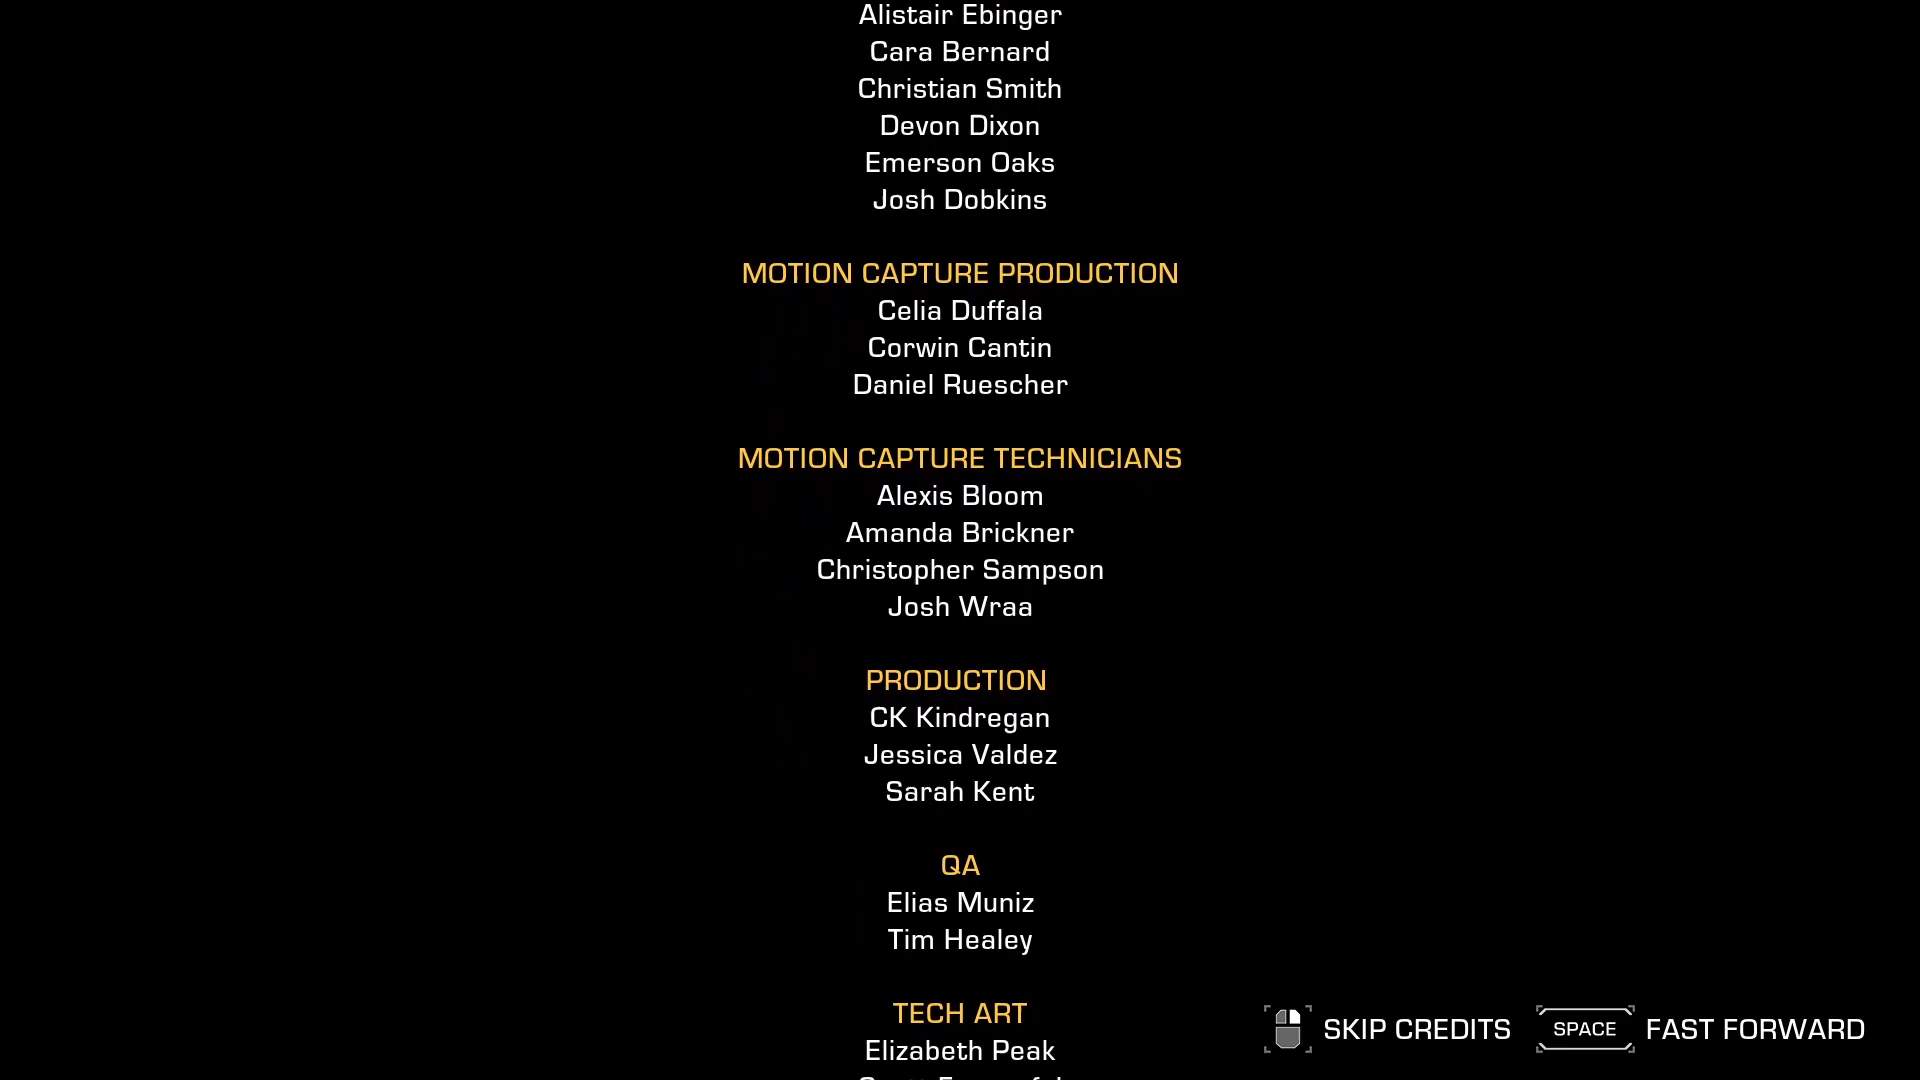 Alistair Ebinger
Cara Bernard
Christian Smith
Devon Dixon
Emerson Oaks
Josh Dobkins
MOTION CAPTURE PRODUCTION
Celia Duffala
Corwin Cantin
Daniel Ruescher
MOTION CAPTURE TECHNICIANS
Alexis Bloom
Amanda Brickner
Christopher Sampson
Josh Wraa
PRODUCTION
CK Kindregan
Jessica Valdez
Sarah Kent
QA
Elias Muniz
Tim Healey
TECH ART
Elizabeth Peak
SKIP CREDITS SPACE FAST FORWARD